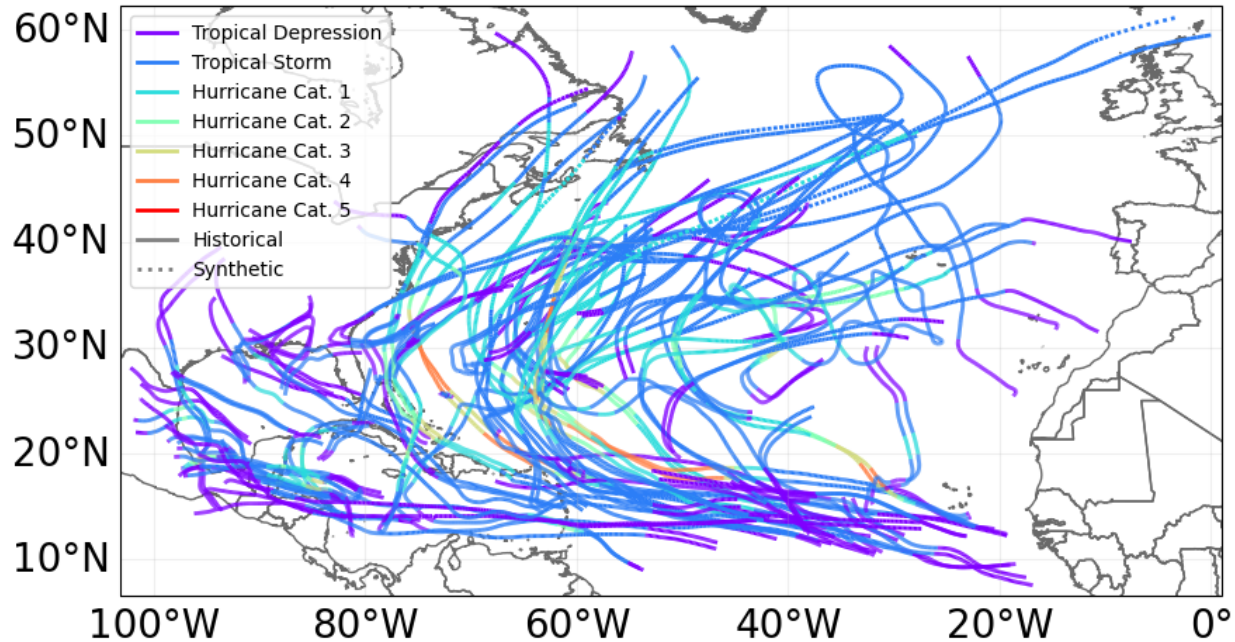 60°N
50°N
40°N
30°N
20°N
10°N
Tropical Depression
Tropical Storm
Hurricane Cat. 1
Hurricane Cat. 2
Hurricane Cat. 3
Hurricane Cat. 4
Hurricane Cat. 5
Historical
Synthetic
100°W 80°W 60°W 40°W 20°W 0°